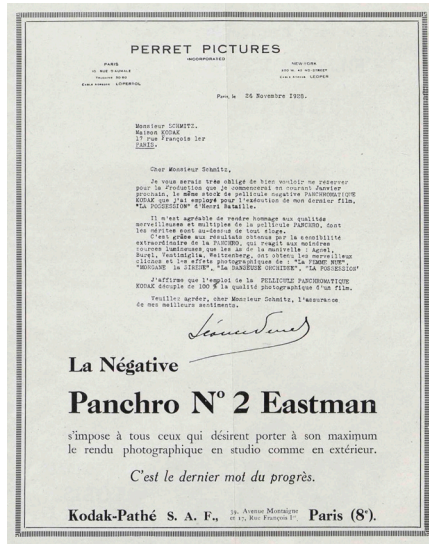 PERRET PICTURES
INCORPORATED
PARIS
10 RUE D'AUMALE
NEW-YORK
Paris, le 26 Novembre 1928.
Monsieur SCHMITZ.
Maison KODAK
17 rue François 1er
PARIS.
Cher Monsieur Schmitz,
Je vous serais très obligé de bien vouloir me reserver
pour la Production que je commencerai en courant Janvier
prochain, le même stock de pellicule negative PANCHROMATIQUE
KODAK que j'ai employé pour l'exécution de mon dernier film,
"LA POSSESSION" d'Henri Bataille.
Il m'est agréable de rendre hommage aux qualités
merveilleuses et multiples de la pellicule PANCHRO, dont
les mérites sont au-dessus de tout éloge.
C'est grâce aux résultats obtenus par la sensibilité
extraordinaire de la PANCHRO, qui réagit aux moindres
sources lumineuses, que les as de la manivelle : Agnel,
Burel, Ventimiglia, Weitzenberg, ont obtenu les merveilleux
clichés et les effets photographiques de : "LA FEMME NUE",
"MORGANE la SIRENE", "LA DANSEUSE ORCHIDEE", "LA POSSESSION"
J'affirme que l'emploi de la PELLICULE PANCHROMATIQUE
KODAK décuple de 100 % la qualité photographique d'un film.
Veuillez agréer, cher Monsieur Schmitz, l'assurance
de mes meilleurs sentiments.
La Négative
Panchro Nº 2 Eastman
s'impose à tous ceux qui désirent porter à son maximum
le rendu photographique en studio comme en extérieur.
C'est le dernier mot du progrès.
Kodak-Pathé S. A. F., 39, Avenue Montaigne
et 17, Rue François Iᵉʳ Paris (8ᵉ).